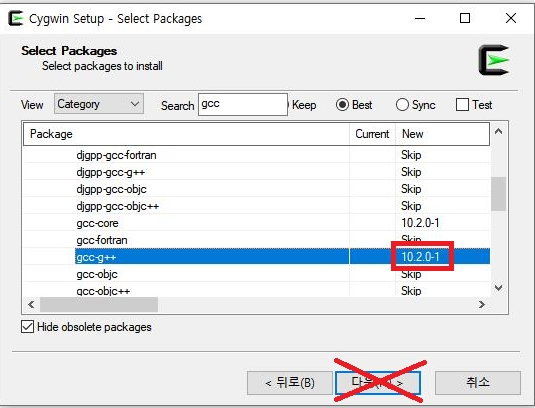 Cygwin Setup - Select Packages
Select Packages
Select packages to install
View Category Search gcc Keep Best Sync Test
Package Current New
djgpp-gcc-fortran Skip
djgpp-gcc-g++ Skip
djgpp-gcc-objc Skip
djgpp-gcc-objc++ Skip
gcc-core 10.2.0-1
gcc-fortran Skip
gcc-g++ 10.2.0-1
gcc-objc Skip
gcc-objc++ Skip
Hide obsolete packages
< 뒤로(B) > 취소